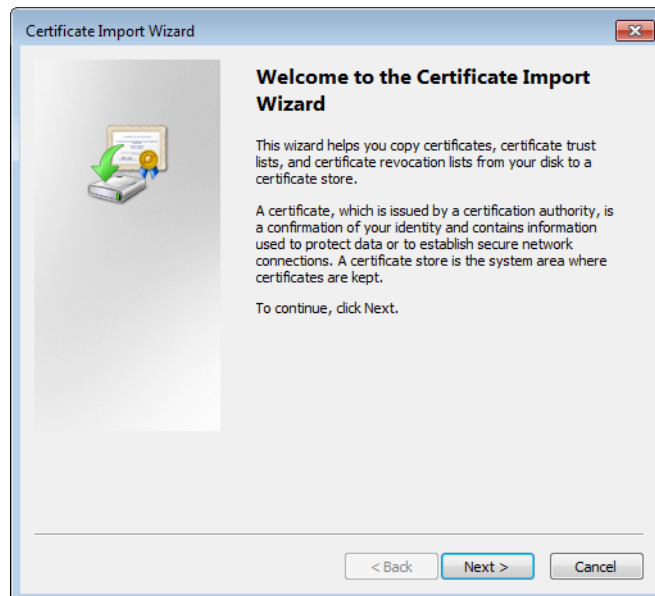 Certificate Import Wizard
Welcome to the Certificate Import
Wizard
This wizard helps you copy certificates, certificate trust
lists, and certificate revocation lists from your disk to a
certificate store.
A certificate, which is issued by a certification authority, is
a confirmation of your identity and contains information
used to protect data or to establish secure network
connections. A certificate store is the system area where
certificates are kept.
To continue, click Next.
< Back Next > Cancel